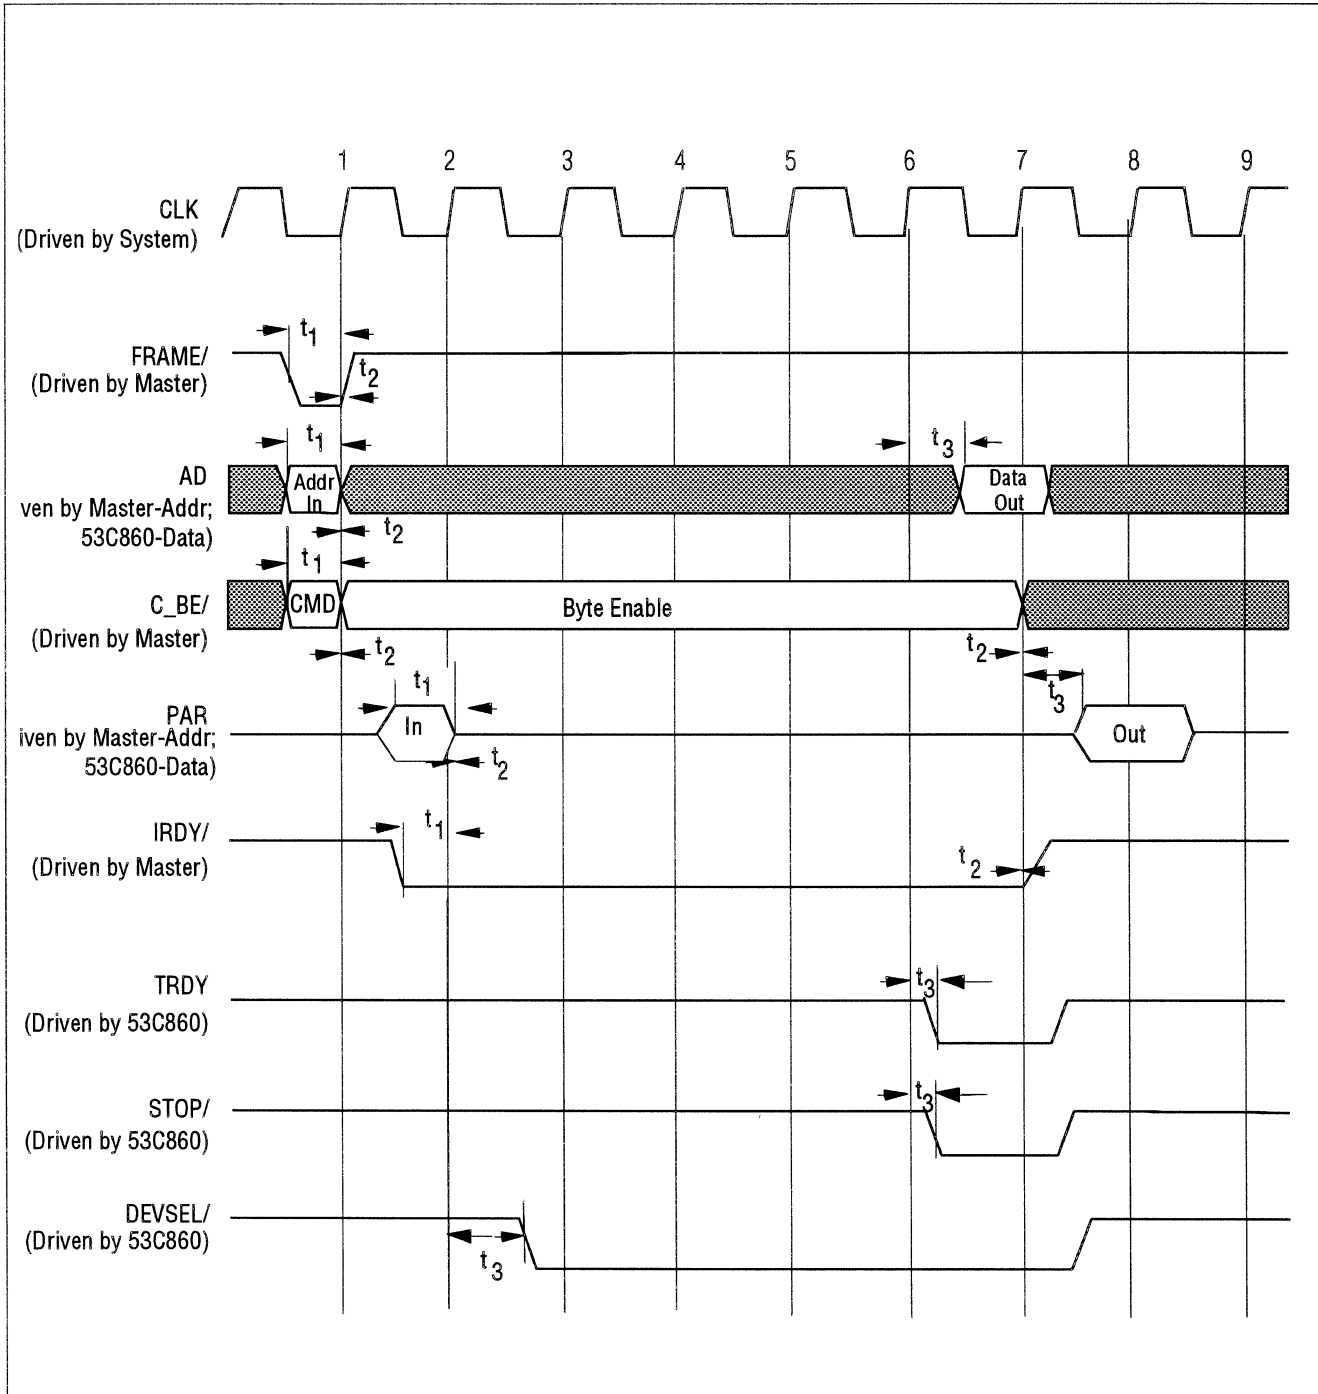 1 2 3 4 5 6 7 8 9
CLK
(Driven by System)
t1
FRAME/
(Driven by Master)
t2
t1
t3
AD
ven by Master-Addr;
53C860-Data)
Addr
In
Data
Out
t2
t1
C_BE/
(Driven by Master)
CMD
Byte Enable
t2
t2
t1
t3
PAR
iven by Master-Addr;
53C860-Data)
In
Out
t2
t1
IRDY/
(Driven by Master)
t2
TRDY
(Driven by 53C860)
t3
STOP/
(Driven by 53C860)
t3
DEVSEL/
(Driven by 53C860)
t3